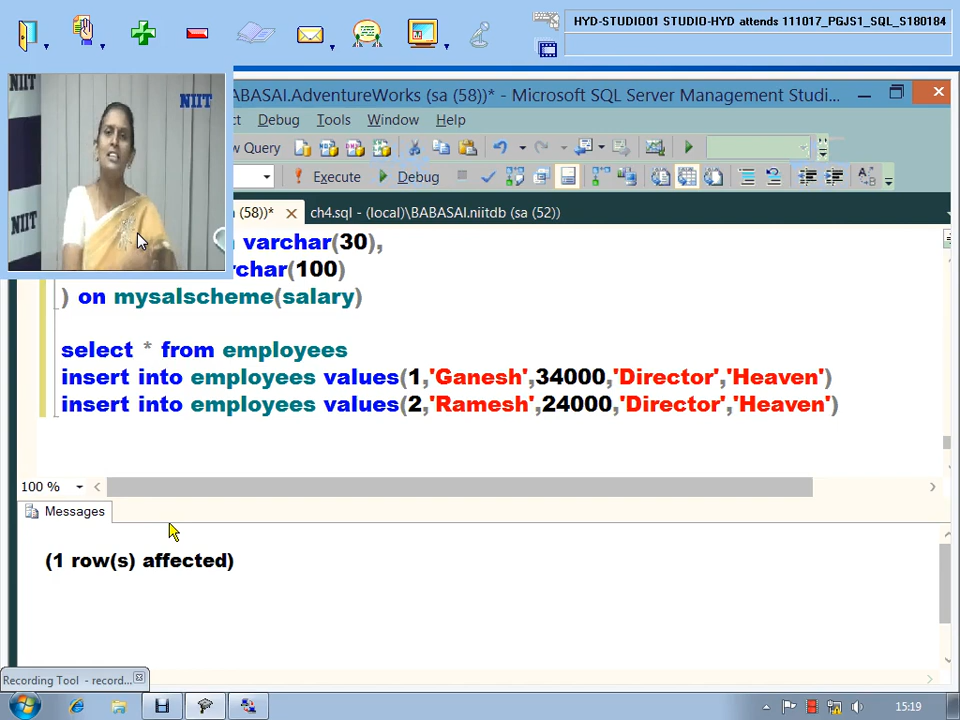 HYD-STUDIO01 STUDIO-HYD attends 111017_PGJS1_SQL_S180184
NIIT
NIIT
NIIT
BABASAI.AdventureWorks (sa (58))* - Microsoft SQL Server Management Studi...
Debug Tools Window Help
Query
Execute Debug
(58))* ch4.sql - (local)\BABASAI.niitdb (sa (52))
varchar(30),
rchar(100)
) on mysalscheme(salary)
select * from employees
insert into employees values(1,'Ganesh',34000,'Director','Heaven')
insert into employees values(2,'Ramesh',24000,'Director','Heaven')
100 %
Messages
(1 row(s) affected)
Recording Tool - record...
15:19